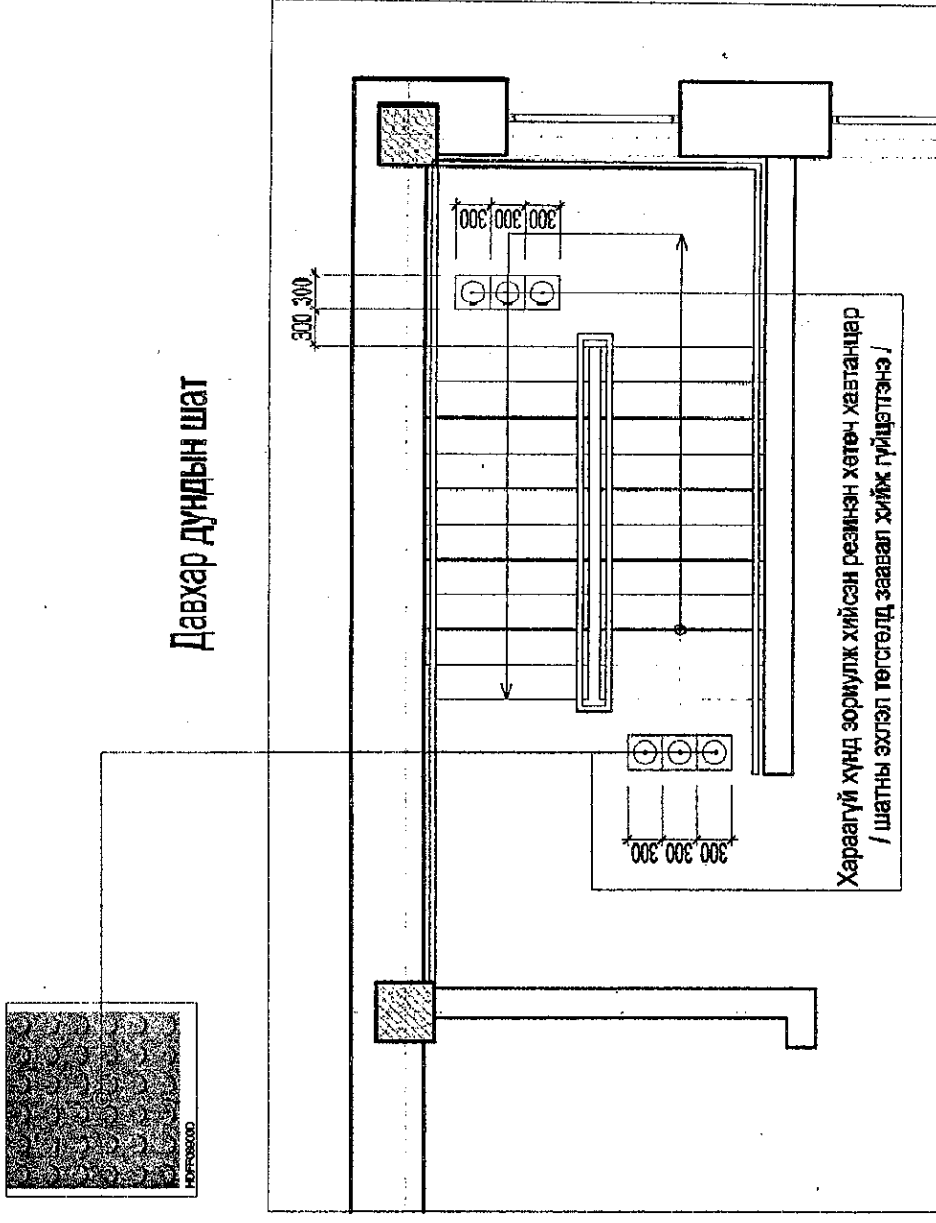 Давхар дундын шат
300 300
300 300 300
300 300 300
Хараагүй хүнд зориулж хийсэн резинэн хөтөч хавтанцар
/ шатны эхлэл төгсгөлд заавал хийж гүйцэтгэнэ /